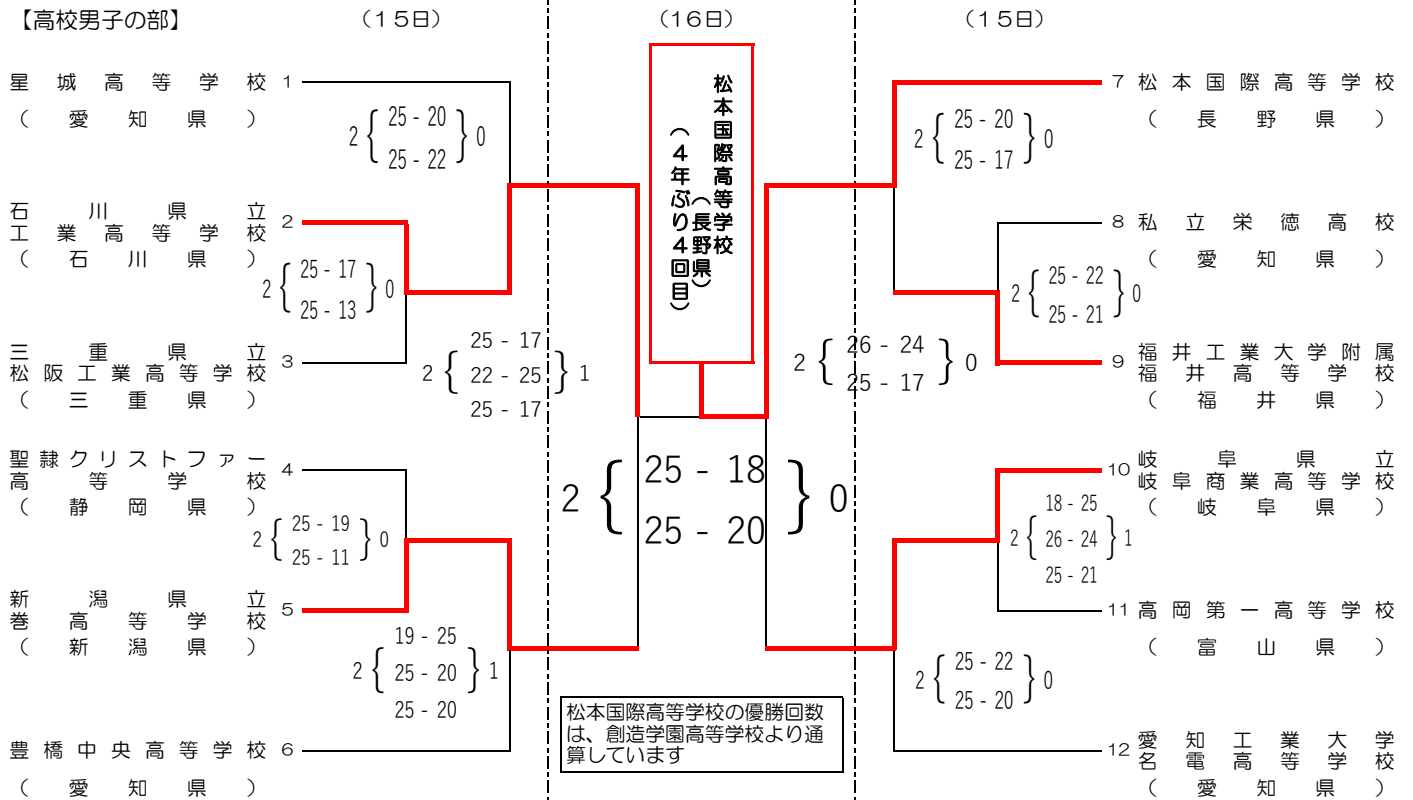 【高校男子の部】
（１５日）
（１６日）
（１５日）
星城高等学校 1
（愛知県）
2 { 25 - 20 } 0
25 - 22
石川県立
工業高等学校 2
（石川県）
2 { 25 - 17 } 0
25 - 13
三重県立
松阪工業高等学校 3
（三重県）
25 - 17
2 { 22 - 25 } 1
25 - 17
聖隷クリストファー
高等学校 4
（静岡県）
2 { 25 - 19 } 0
25 - 11
新潟県立
巻高等学校 5
（新潟県）
19 - 25
2 { 25 - 20 } 1
25 - 20
豊橋中央高等学校 6
（愛知県）
松本国際高等学校
（長野県）
（４年ぶり４回目）
2 { 25 - 18 } 0
25 - 20
松本国際高等学校の優勝回数
は、創造学園高等学校より通
算しています
7 松本国際高等学校
（長野県）
2 { 25 - 20 } 0
25 - 17
8 私立栄徳高校
（愛知県）
2 { 25 - 22 } 0
25 - 21
9 福井工業大学附属
福井高等学校
（福井県）
2 { 26 - 24 } 0
25 - 17
10 岐阜県立
岐阜商業高等学校
（岐阜県）
18 - 25
2 { 26 - 24 } 1
25 - 21
11 高岡第一高等学校
（富山県）
2 { 25 - 22 } 0
25 - 20
12 愛知工業大学
名電高等学校
（愛知県）